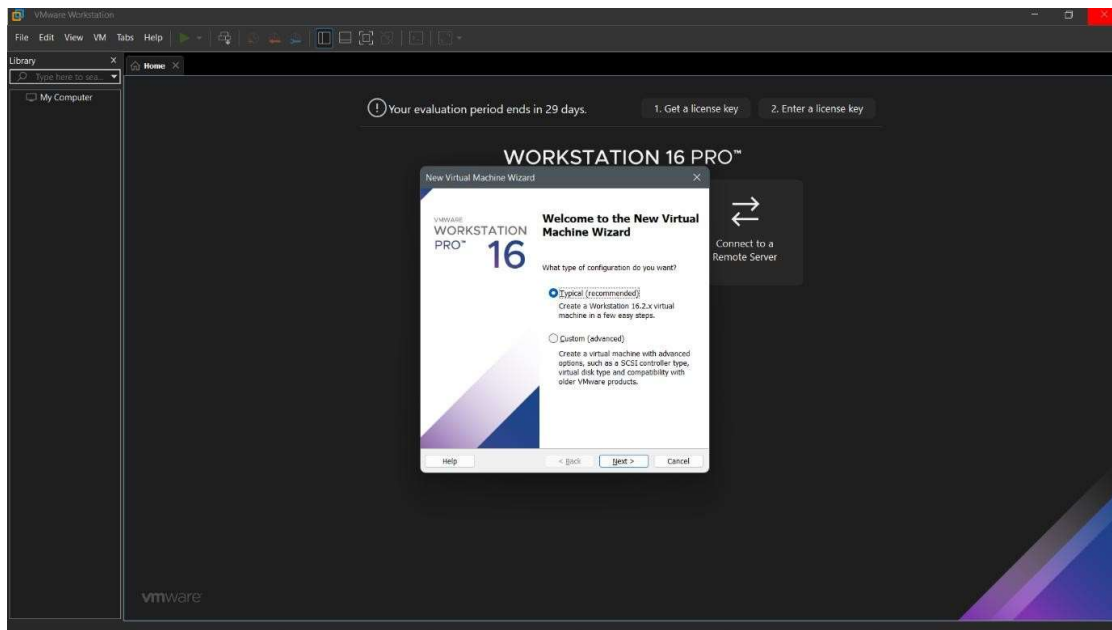 VMware Workstation
File Edit View VM Tabs Help
Library X
Type here to sea...
Home
My Computer
Your evaluation period ends in 29 days.
1. Get a license key
2. Enter a license key
WORKSTATION 16 PRO™
New Virtual Machine Wizard
VMWARE
WORKSTATION
PRO™ 16
Welcome to the New Virtual
Machine Wizard
What type of configuration do you want?
Typical (recommended)
Create a Workstation 16.2.x virtual
machine in a few easy steps.
Custom (advanced)
Create a virtual machine with advanced
options, such as a SCSI controller type,
virtual disk type and compatibility with
older VMware products.
Help
< Back
Next >
Cancel
Connect to a
Remote Server
vmware